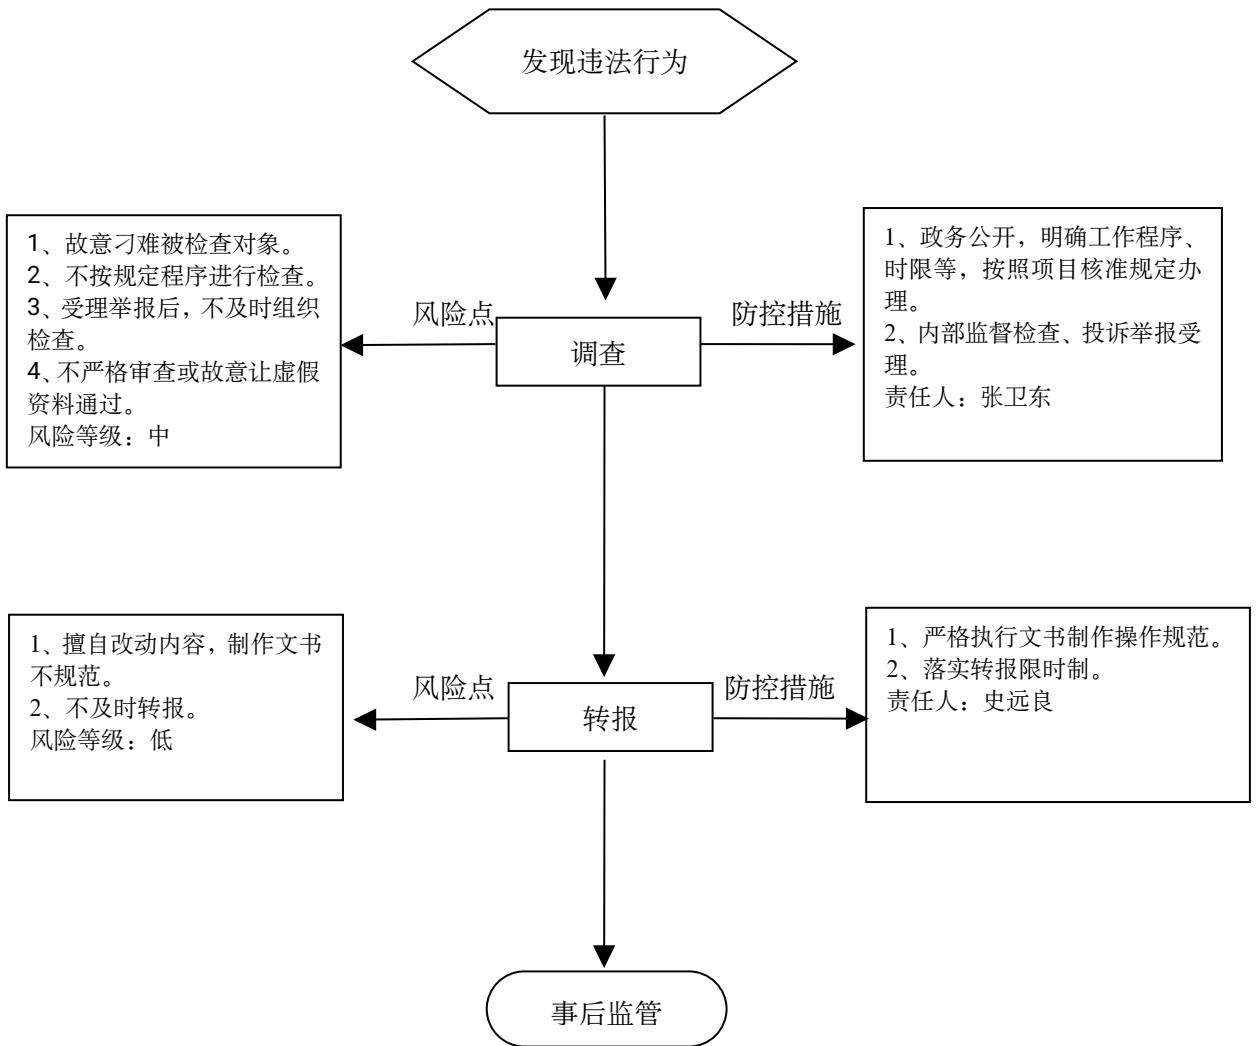 发现违法行为
1、故意刁难被检查对象。
2、不按规定程序进行检查。
3、受理举报后，不及时组织
检查。
4、不严格审查或故意让虚假
资料通过。
风险等级：中
风险点
调查
防控措施
1、政务公开，明确工作程序、
时限等，按照项目核准规定办
理。
2、内部监督检查、投诉举报受
理。
责任人：张卫东
1、擅自改动内容，制作文书
不规范。
2、不及时转报。
风险等级：低
风险点
转报
防控措施
1、严格执行文书制作操作规范。
2、落实转报限时制。
责任人：史远良
事后监管